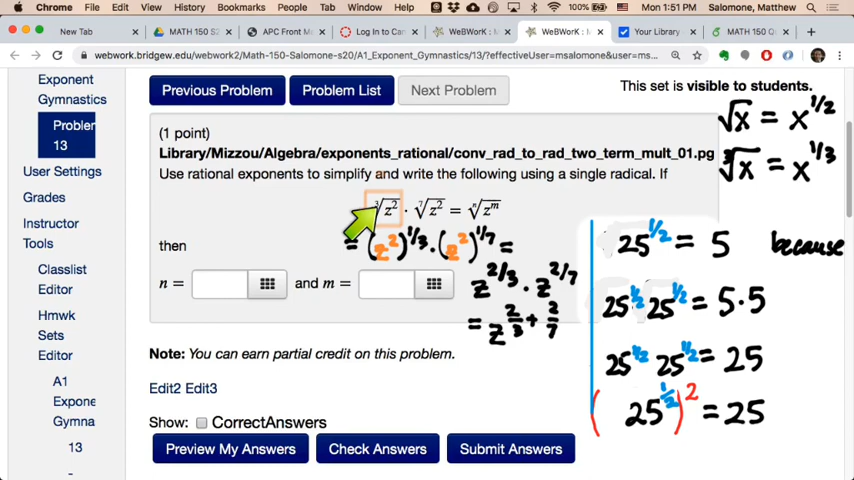 Chrome File Edit View History Bookmarks People Tab Window Help 100% Mon 1:51 PM Salomone, Matthew
New Tab MATH 150 S2 APC Front M Log In to Can WeBWorK : M WeBWorK : M Your Library MATH 150 Q
webwork.bridgew.edu/webwork2/Math-150-Salomone-s20/A1_Exponent_Gymnastics/13/?effectiveUser=msalomone&user=ms...
Exponent
Gymnastics
Problem
13
User Settings
Grades
Instructor
Tools
Classlist
Editor
Hmwk
Sets
Editor
A1
Expone
Gymna
13
Previous Problem Problem List Next Problem
This set is visible to students.
(1 point)
Library/Mizzou/Algebra/exponents_rational/conv_rad_to_rad_two_term_mult_01.pg
Use rational exponents to simplify and write the following using a single radical. If
∛z² · ⁷√z² = ⁿ√zᵐ
= (z²)^1/3 · (z²)^1/7 =
then
n = and m =
z^2/3 · z^2/7
= z^2/3 + 2/7
Note: You can earn partial credit on this problem.
Edit2 Edit3
Show: CorrectAnswers
Preview My Answers Check Answers Submit Answers
√x = x^1/2
∛x = x^1/3
25^1/2 = 5 because
25^1/2 25^1/2 = 5·5
25^1/2 25^1/2 = 25
(25^1/2)^2 = 25